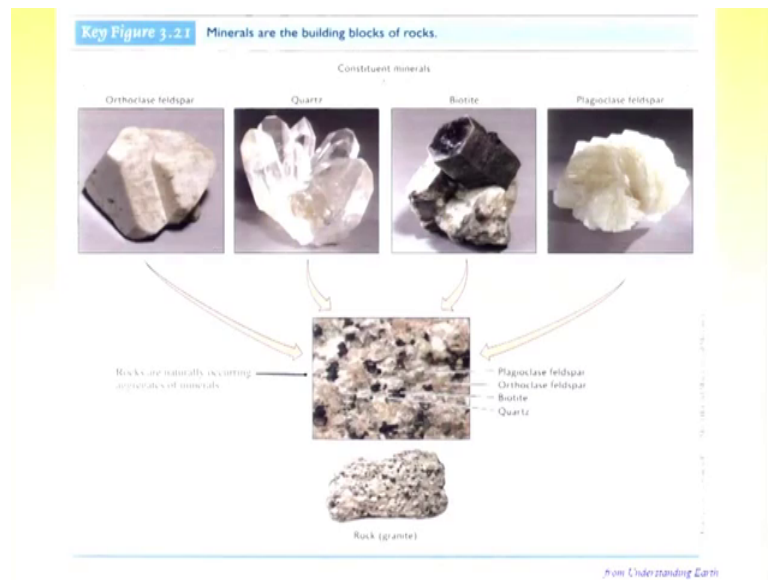 Key Figure 3.21 Minerals are the building blocks of rocks.
Constituent minerals
Orthoclase feldspar Quartz Biotite Plagioclase feldspar
Rocks are naturally occurring
aggregates of minerals
Plagioclase feldspar
Orthoclase feldspar
Biotite
Quartz
Rock (granite)
from Understanding Earth